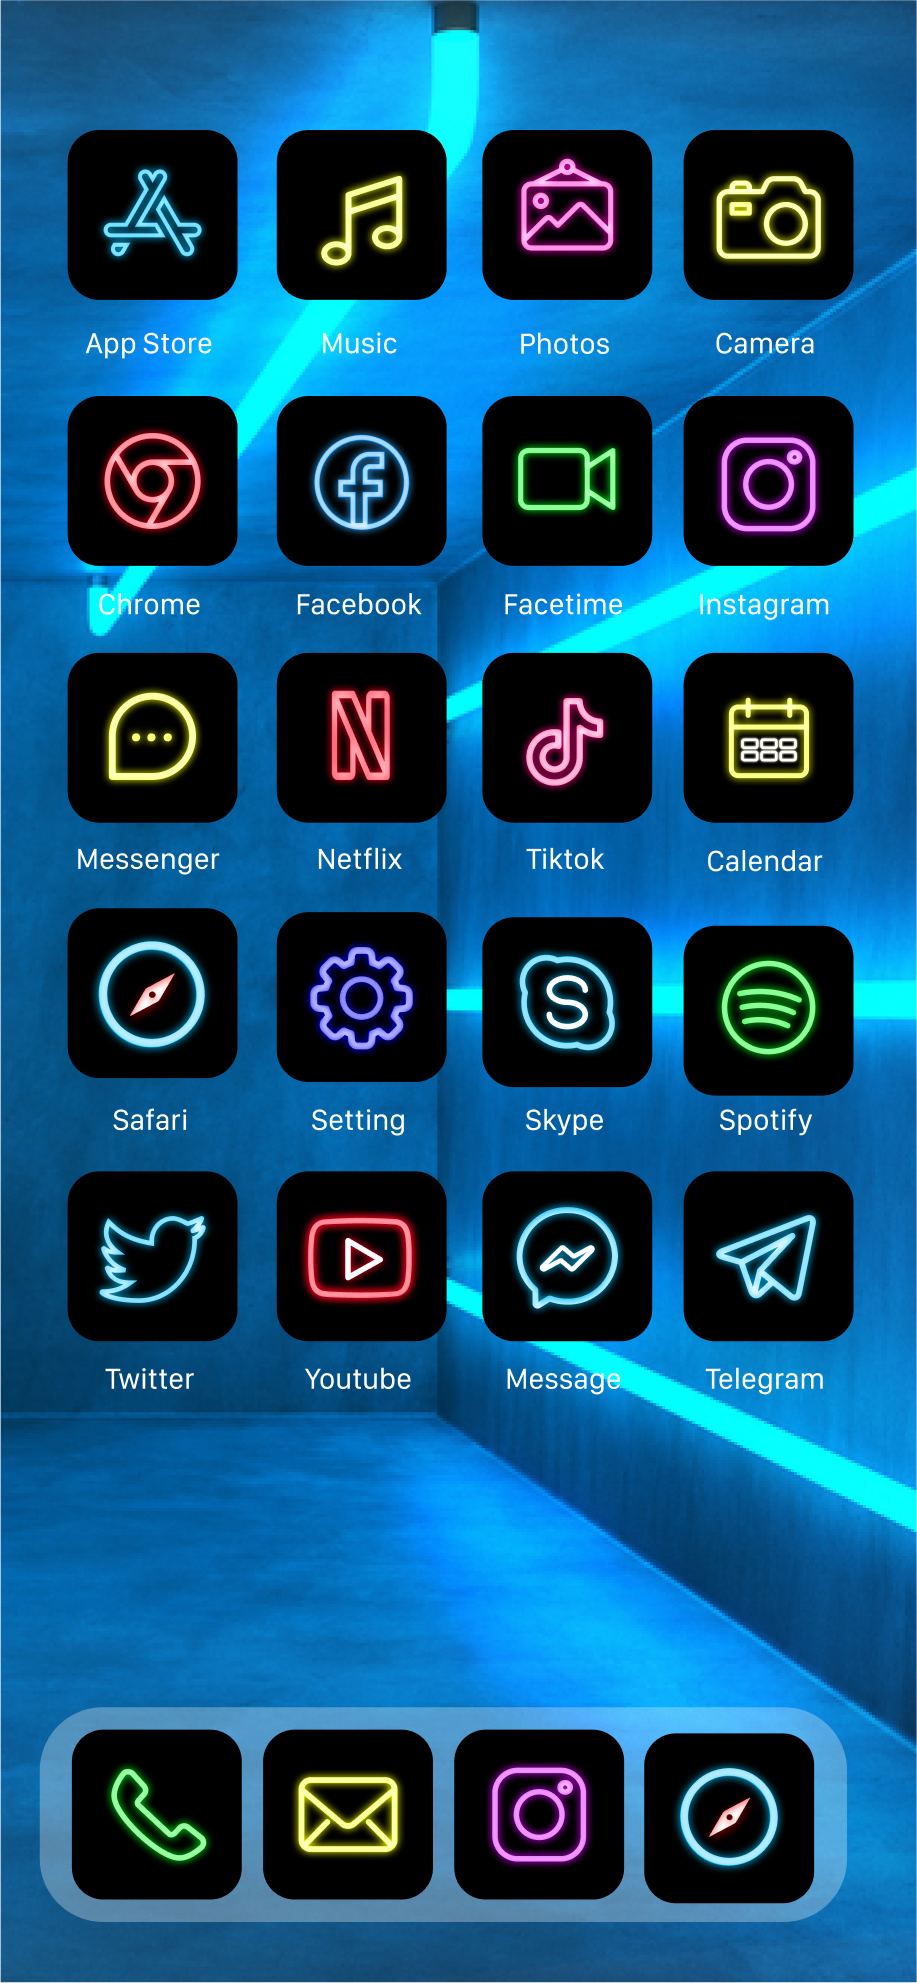 App Store Music Photos Camera
Chrome Facebook Facetime Instagram
Messenger Netflix Tiktok Calendar
Safari Setting Skype Spotify
Twitter Youtube Message Telegram